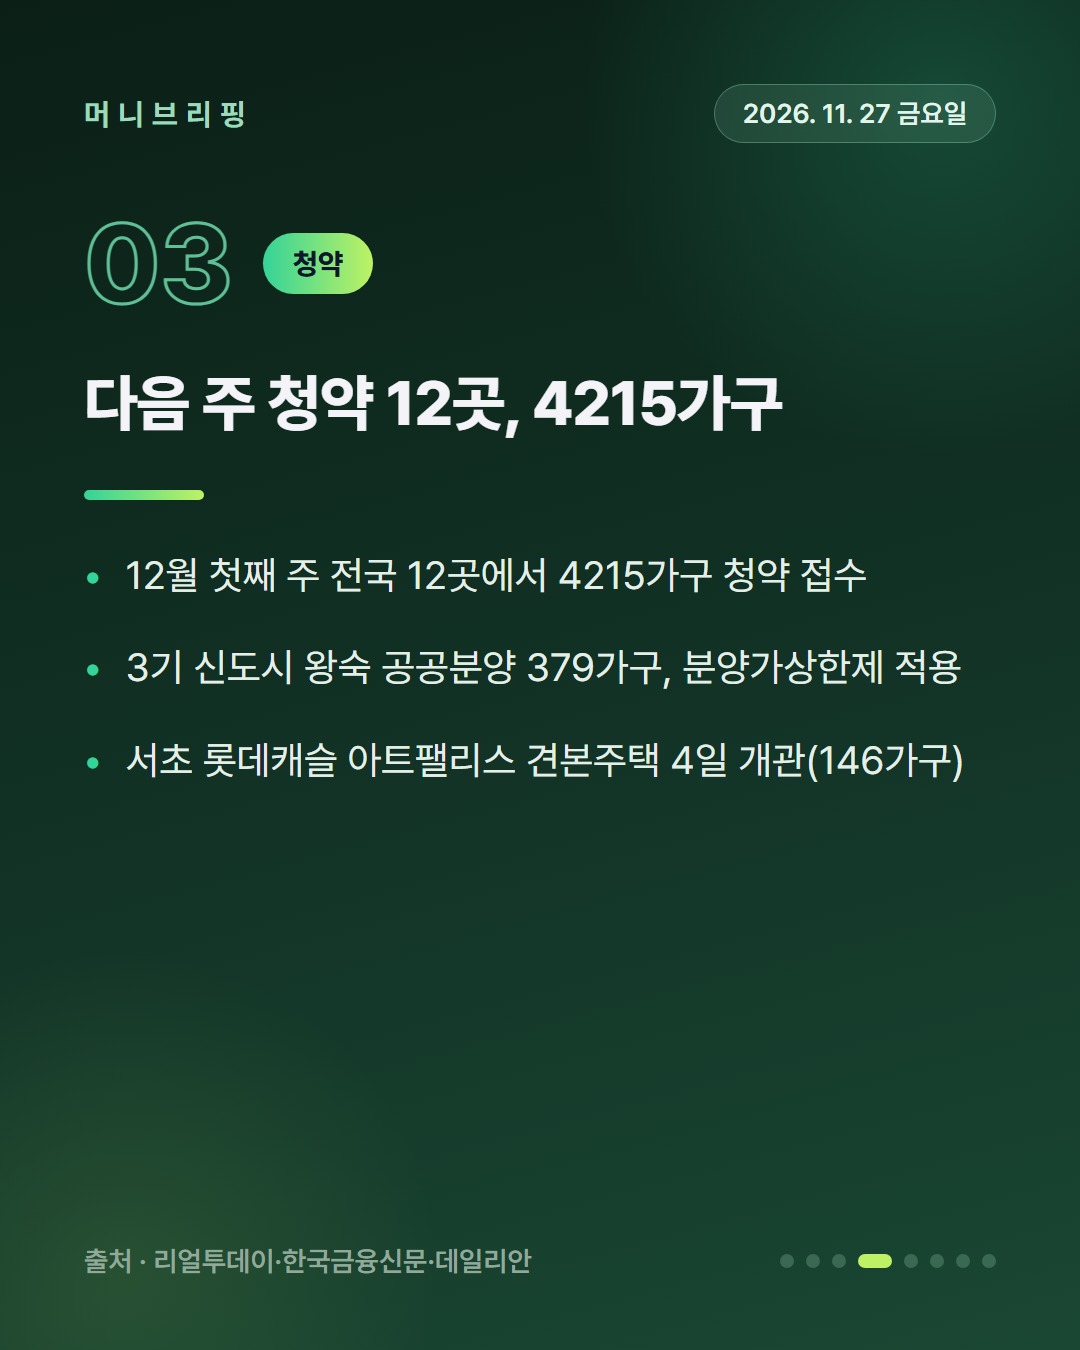 머니브리핑
2026. 11. 27 금요일
03
청약
다음 주 청약 12곳, 4215가구
• 12월 첫째 주 전국 12곳에서 4215가구 청약 접수
• 3기 신도시 왕숙 공공분양 379가구, 분양가상한제 적용
• 서초 롯데캐슬 아트팰리스 견본주택 4일 개관(146가구)
출처 · 리얼투데이·한국금융신문·데일리안